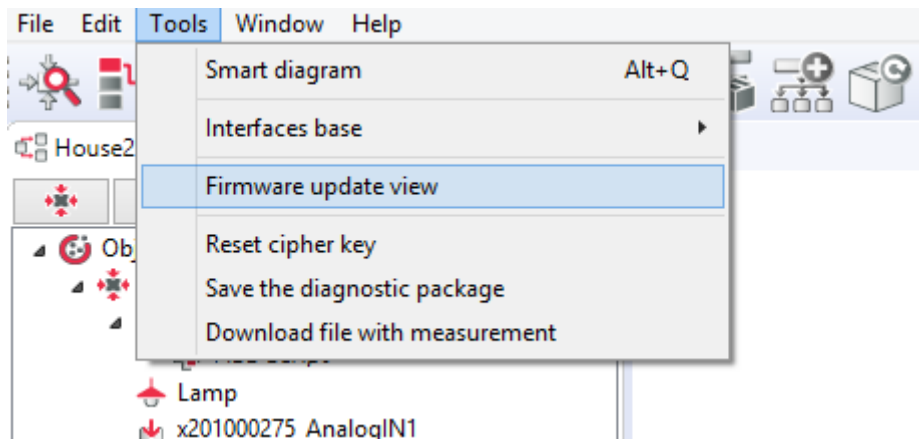 File Edit Tools Window Help
Smart diagram Alt+Q
Interfaces base
House2
Firmware update view
Reset cipher key
Obj
Save the diagnostic package
Download file with measurement
Lamp
x201000275_AnalogIN1